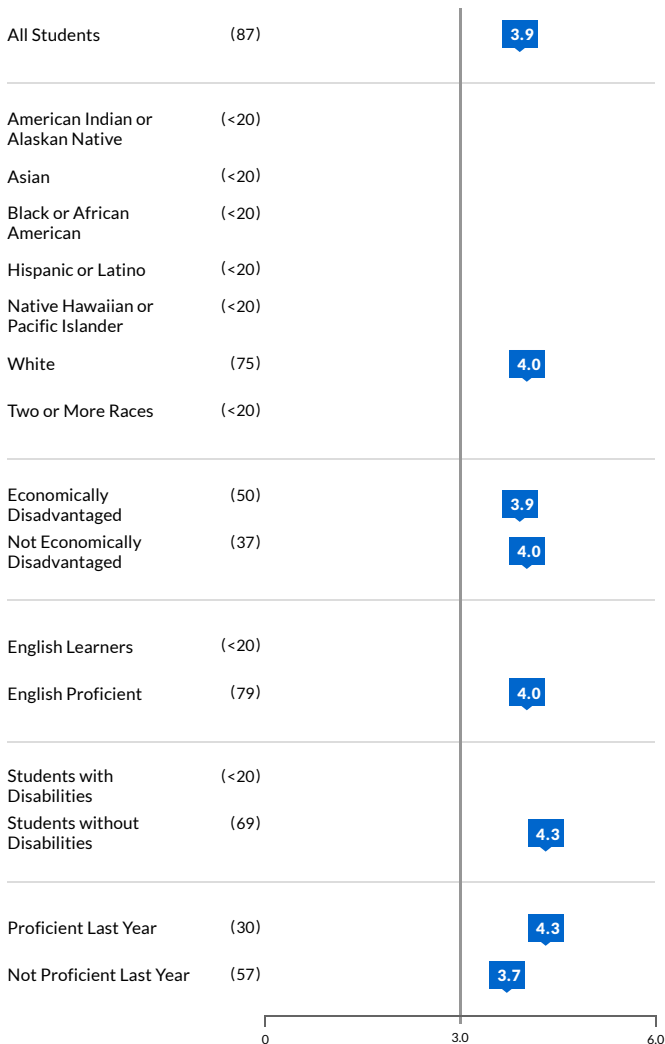 All Students (87) 3.9
American Indian or (<20)
Alaskan Native
Asian (<20)
Black or African (<20)
American
Hispanic or Latino (<20)
Native Hawaiian or (<20)
Pacific Islander
White (75) 4.0
Two or More Races (<20)
Economically (50) 3.9
Disadvantaged
Not Economically (37) 4.0
Disadvantaged
English Learners (<20)
English Proficient (79) 4.0
Students with (<20)
Disabilities
Students without (69) 4.3
Disabilities
Proficient Last Year (30) 4.3
Not Proficient Last Year (57) 3.7
0 3.0 6.0